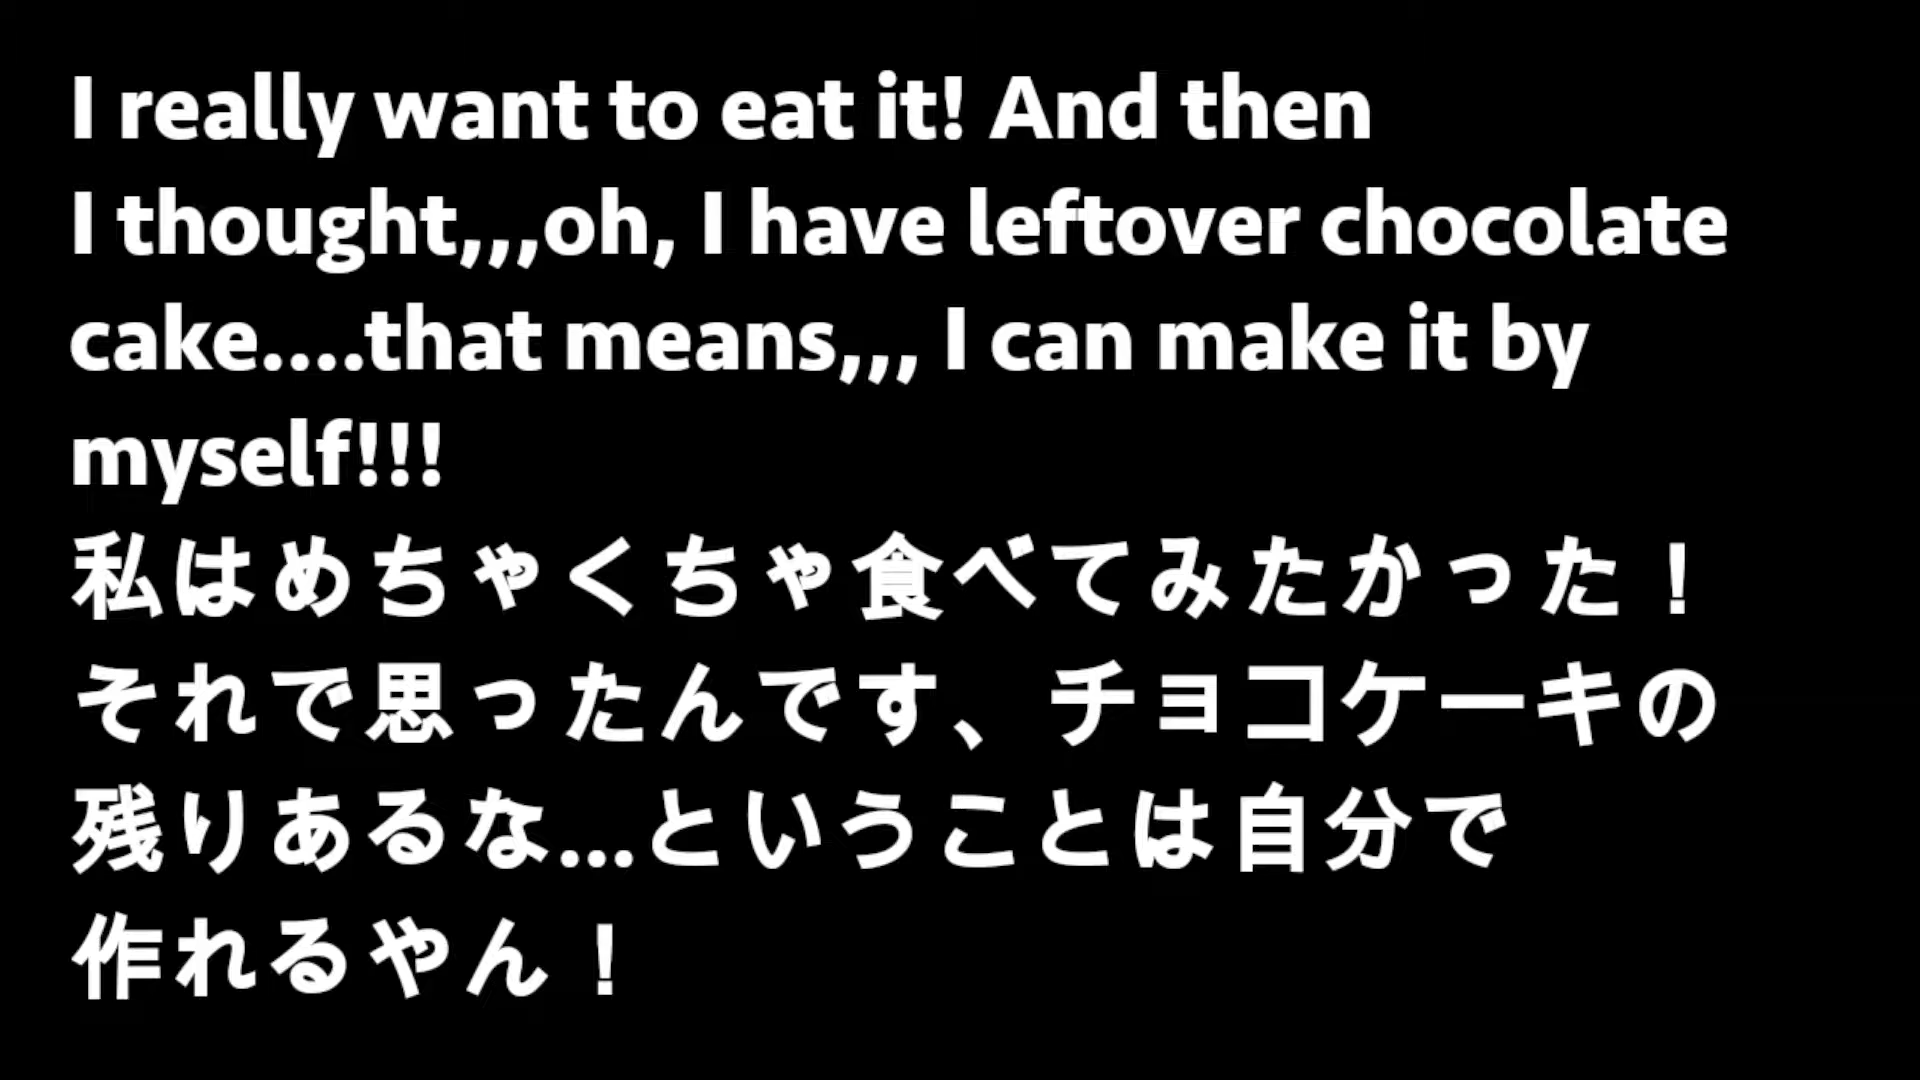 I really want to eat it! And then
I thought,,,oh, I have leftover chocolate
cake....that means,,, I can make it by
myself!!!
私はめちゃくちゃ食べてみたかった！
それで思ったんです、チョコケーキの
残りあるな...ということは自分で
作れるやん！